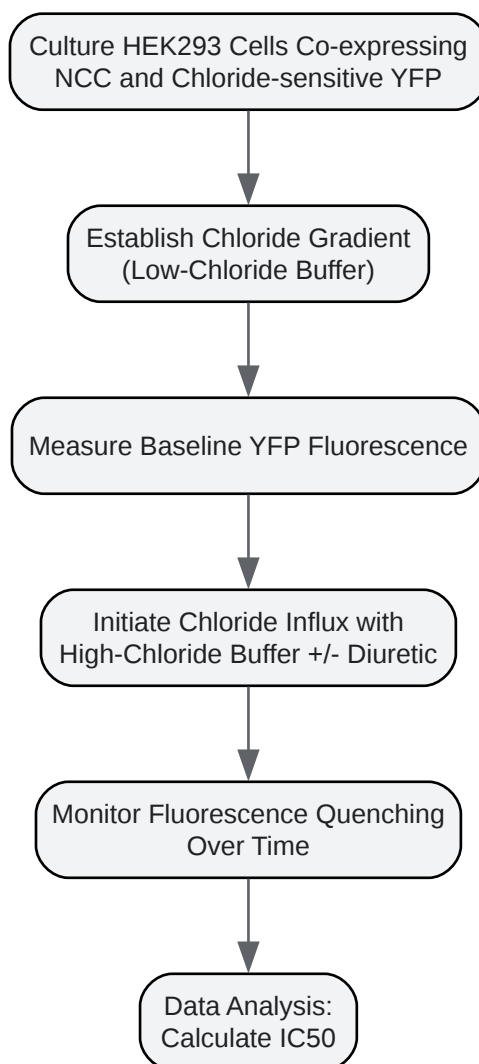 Culture HEK293 Cells Co-expressing
NCC and Chloride-sensitive YFP
Establish Chloride Gradient
(Low-Chloride Buffer)
Measure Baseline YFP Fluorescence
Initiate Chloride Influx with
High-Chloride Buffer +/- Diuretic
Monitor Fluorescence Quenching
Over Time
Data Analysis:
Calculate IC50